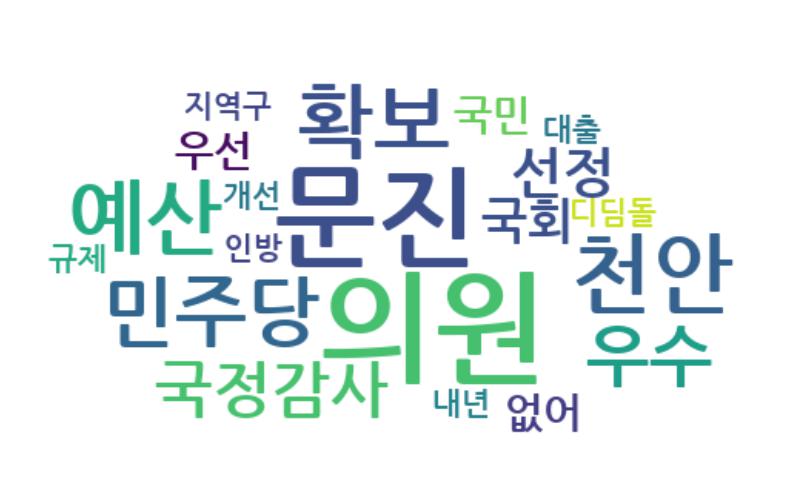 지역구
확보
국민
대출
우선
선정
예산
개선
문진
국회
디딤돌
규제
인방
천안
민주당
의원
우수
국정감사
내년
없어